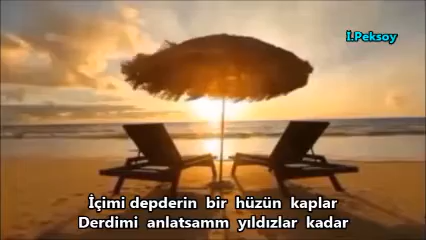 İ.Peksoy
İçimi depderin bir hüzün kaplar
Derdimi anlatsamm yıldızlar kadar